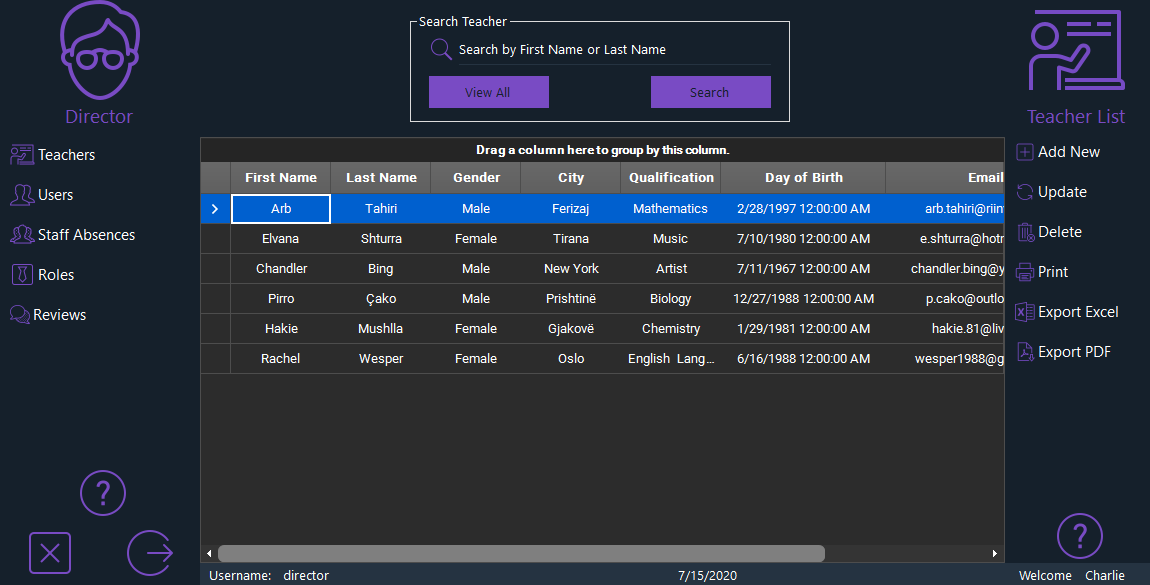 Director
Teachers
Users
Staff Absences
Roles
Reviews
Search Teacher
Search by First Name or Last Name
View All Search
Drag a column here to group by this column.
First Name Last Name Gender City Qualification Day of Birth Email
Arb Tahiri Male Ferizaj Mathematics 2/28/1997 12:00:00 AM arb.tahiri@riin
Elvana Shturra Female Tirana Music 7/10/1980 12:00:00 AM e.shturra@hotr
Chandler Bing Male New York Artist 7/11/1967 12:00:00 AM chandler.bing@y
Pirro Çako Male Prishtinë Biology 12/27/1988 12:00:00 AM p.cako@outlo
Hakie Mushlla Female Gjakovë Chemistry 1/29/1981 12:00:00 AM hakie.81@liv
Rachel Wesper Female Oslo English Lang... 6/16/1988 12:00:00 AM wesper1988@g
Teacher List
Add New
Update
Delete
Print
Export Excel
Export PDF
Username: director 7/15/2020 Welcome Charlie